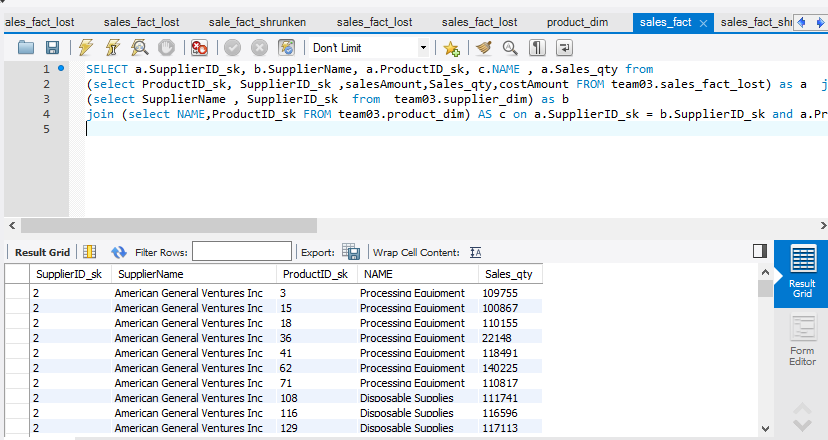 ales_fact_lost sales_fact_lost sale_fact_shrunken sales_fact_lost sales_fact_lost product_dim sales_fact sales_fact_shr
Don't Limit
1 SELECT a.SupplierID_sk, b.SupplierName, a.ProductID_sk, c.NAME , a.Sales_qty from
2 (select ProductID_sk, SupplierID_sk ,salesAmount,Sales_qty,costAmount FROM team03.sales_fact_lost) as a j
3 (select SupplierName , SupplierID_sk from team03.supplier_dim) as b
4 join (select NAME,ProductID_sk FROM team03.product_dim) AS c on a.SupplierID_sk = b.SupplierID_sk and a.Pr
5
Result Grid Filter Rows: Export: Wrap Cell Content: IA
SupplierID_sk SupplierName ProductID_sk NAME Sales_qty
2 American General Ventures Inc 3 Processing Equipment 109755
2 American General Ventures Inc 15 Processing Equipment 100867
2 American General Ventures Inc 18 Processing Equipment 110155
2 American General Ventures Inc 36 Processing Equipment 22148
2 American General Ventures Inc 41 Processing Equipment 118491
2 American General Ventures Inc 62 Processing Equipment 140225
2 American General Ventures Inc 71 Processing Equipment 110817
2 American General Ventures Inc 108 Disposable Supplies 111741
2 American General Ventures Inc 116 Disposable Supplies 116596
2 American General Ventures Inc 129 Disposable Supplies 117113
Result
Grid
Form
Editor